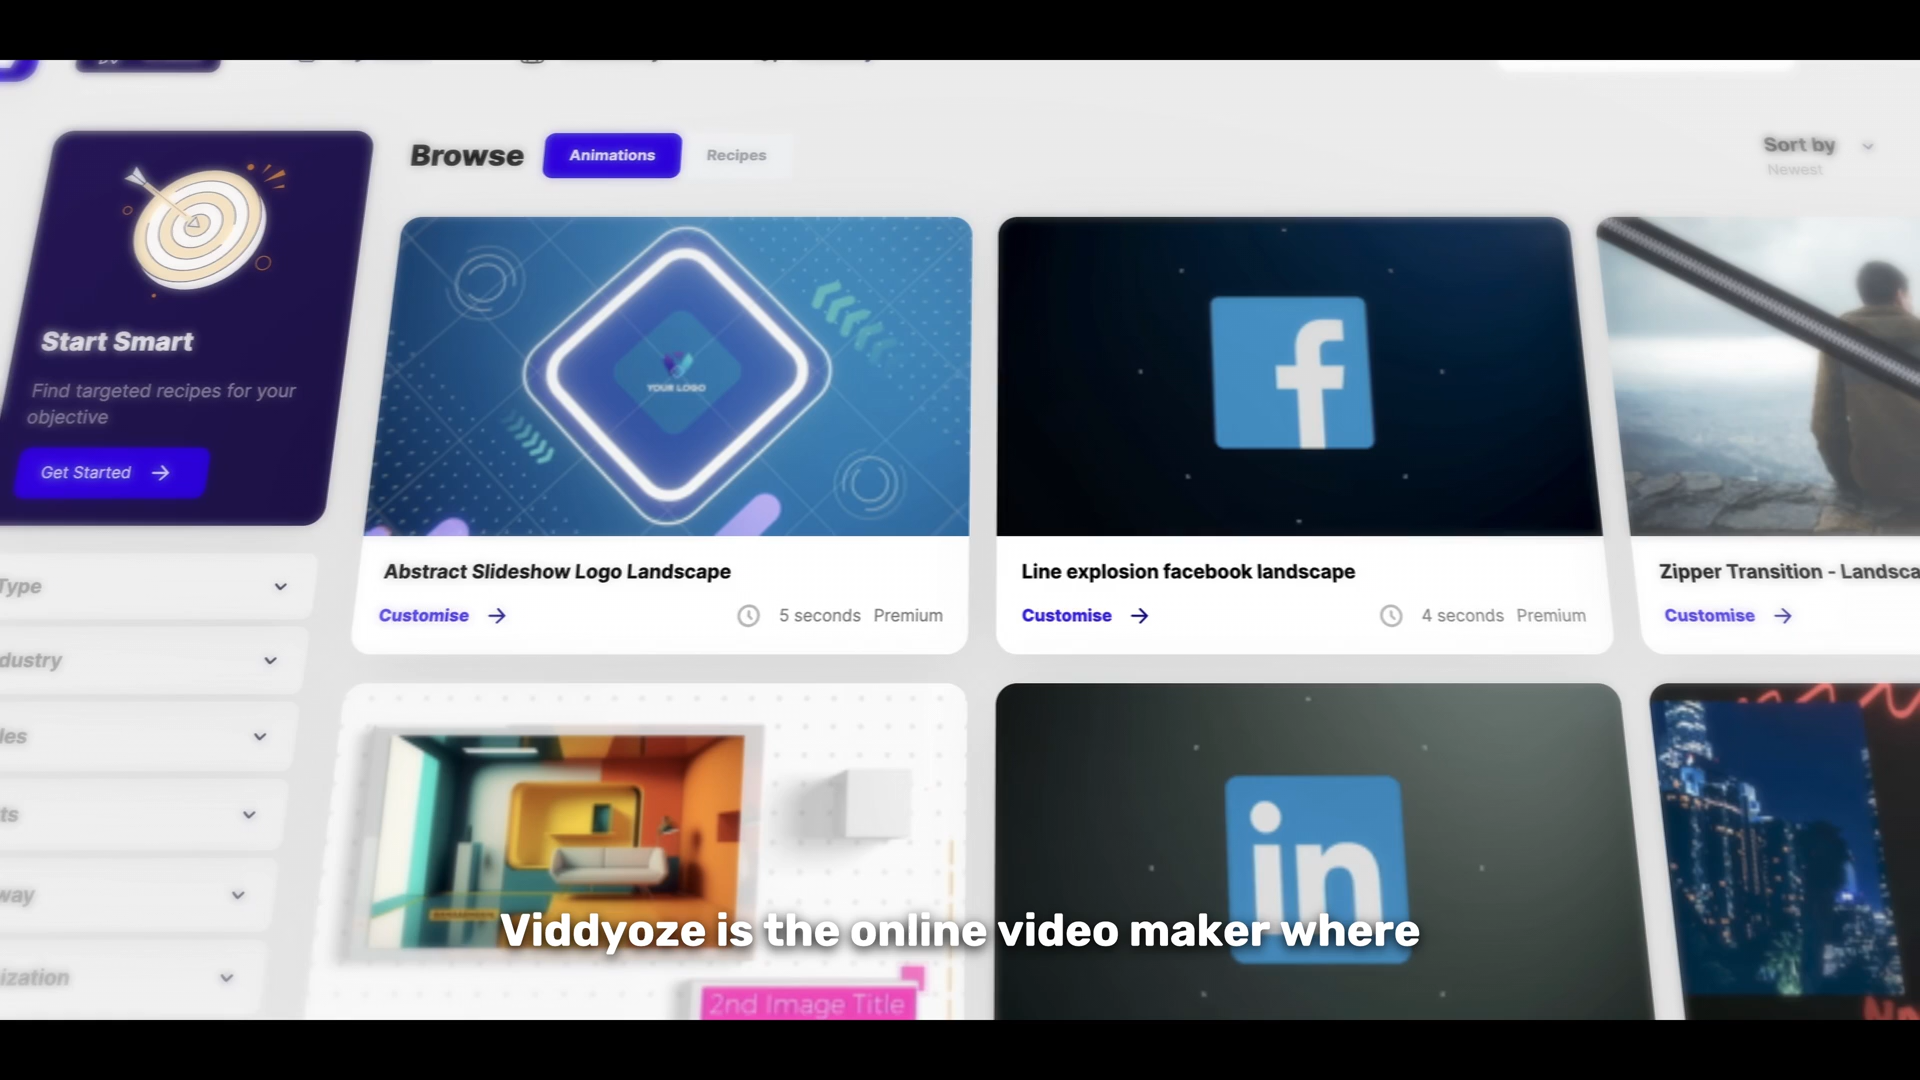 Browse
Animations
Recipes
Sort by
Newest
Start Smart
Find targeted recipes for your
objective
Get Started
YOUR LOGO
Abstract Slideshow Logo Landscape
Customise
5 seconds Premium
Line explosion facebook landscape
Customise
4 seconds Premium
Zipper Transition - Landsca
Customise
Type
dustry
les
ts
way
ization
in
Viddyoze is the online video maker where
2nd Image Title